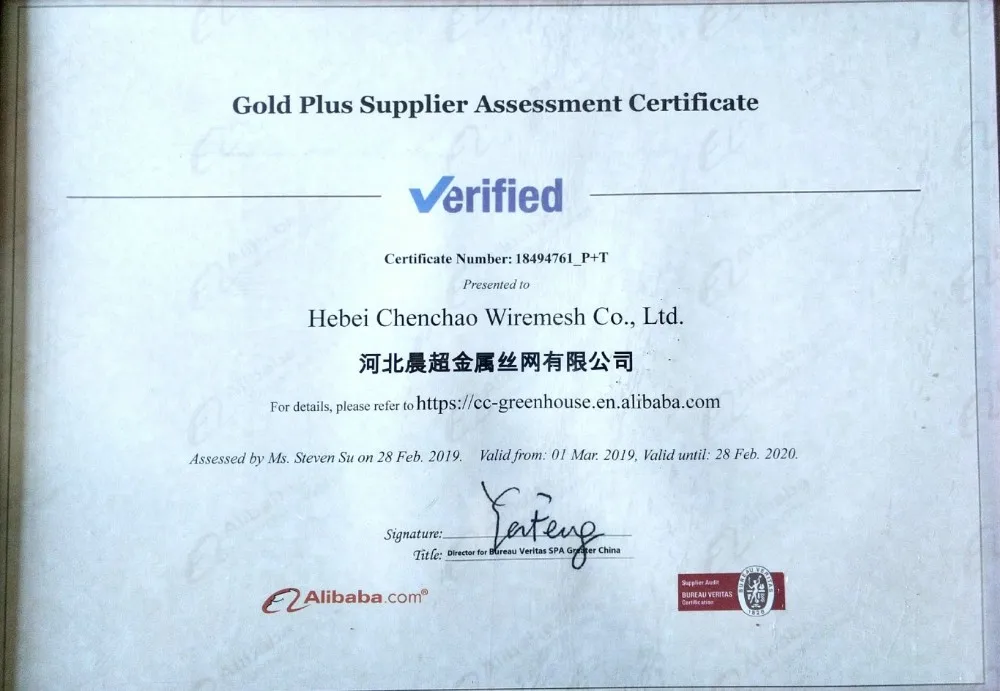 Gold Plus Supplier Assessment Certificate
Verified
Certificate Number: 18494761_P+T
Presented to
Hebei Chenchao Wiremesh Co., Ltd.
河北晨超金属丝网有限公司
For details, please refer to https://cc-greenhouse.en.alibaba.com
Assessed by Ms. Steven Su on 28 Feb. 2019. Valid from: 01 Mar. 2019, Valid until: 28 Feb. 2020.
Signature:
Title: Director for Bureau Veritas SPA Greater China
Alibaba.com®
Supplier Audit
BUREAU VERITAS
Certification
BUREAU VERITAS
1828